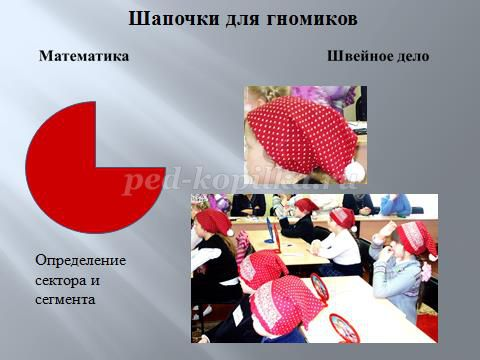 Шапочки для гномиков
Математика
Швейное дело
ped-kopilka.ru
Определение
сектора и
сегмента